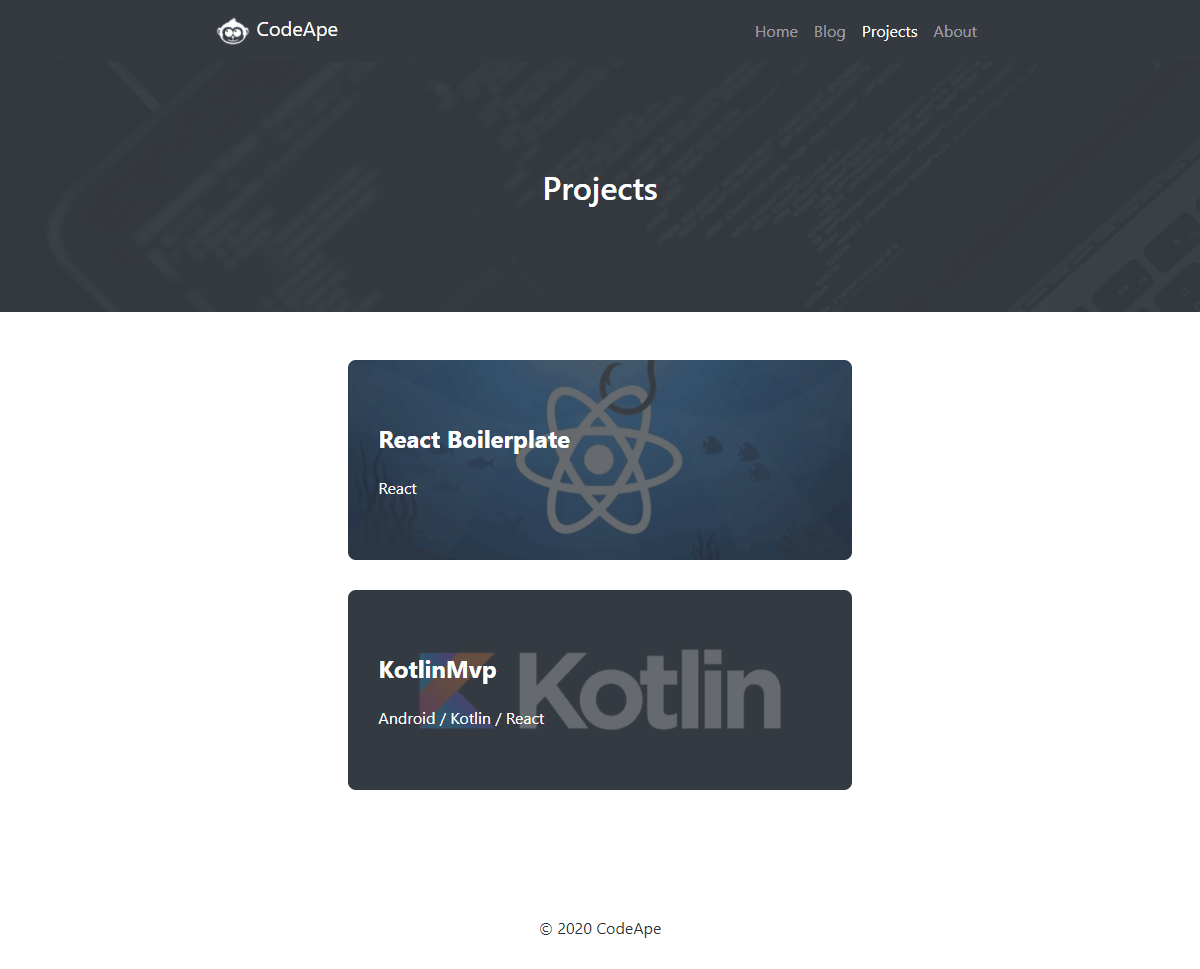 CodeApe
Home Blog Projects About
Projects
React Boilerplate
React
KotlinMvp
Kotlin
Android / Kotlin / React
© 2020 CodeApe